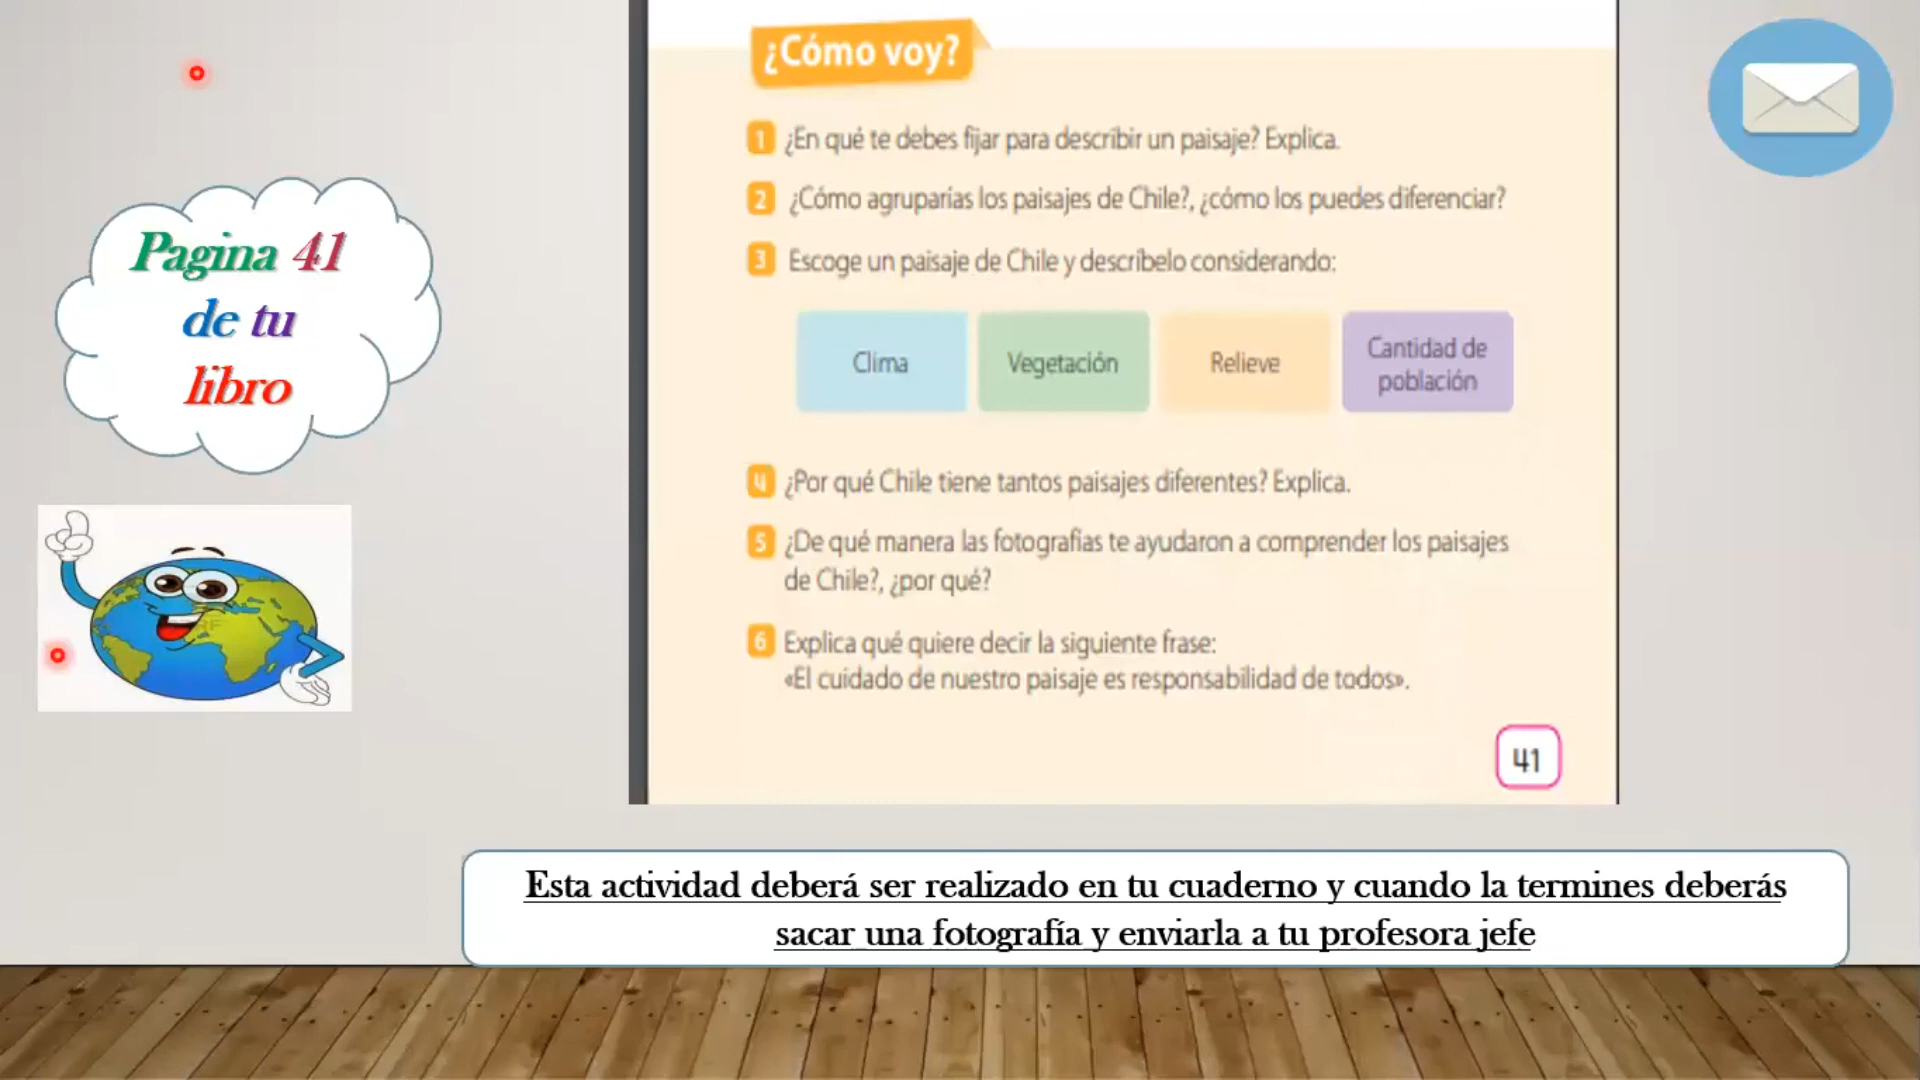 Pagina 41
de tu
libro
¿Cómo voy?
1 ¿En qué te debes fijar para describir un paisaje? Explica.
2 ¿Cómo agruparías los paisajes de Chile?, ¿cómo los puedes diferenciar?
3 Escoge un paisaje de Chile y descríbelo considerando:
Clima
Vegetación
Relieve
Cantidad de
población
4 ¿Por qué Chile tiene tantos paisajes diferentes? Explica.
5 ¿De qué manera las fotografías te ayudaron a comprender los paisajes
de Chile?, ¿por qué?
6 Explica qué quiere decir la siguiente frase:
«El cuidado de nuestro paisaje es responsabilidad de todos».
41
Esta actividad deberá ser realizado en tu cuaderno y cuando la termines deberás
sacar una fotografía y enviarla a tu profesora jefe